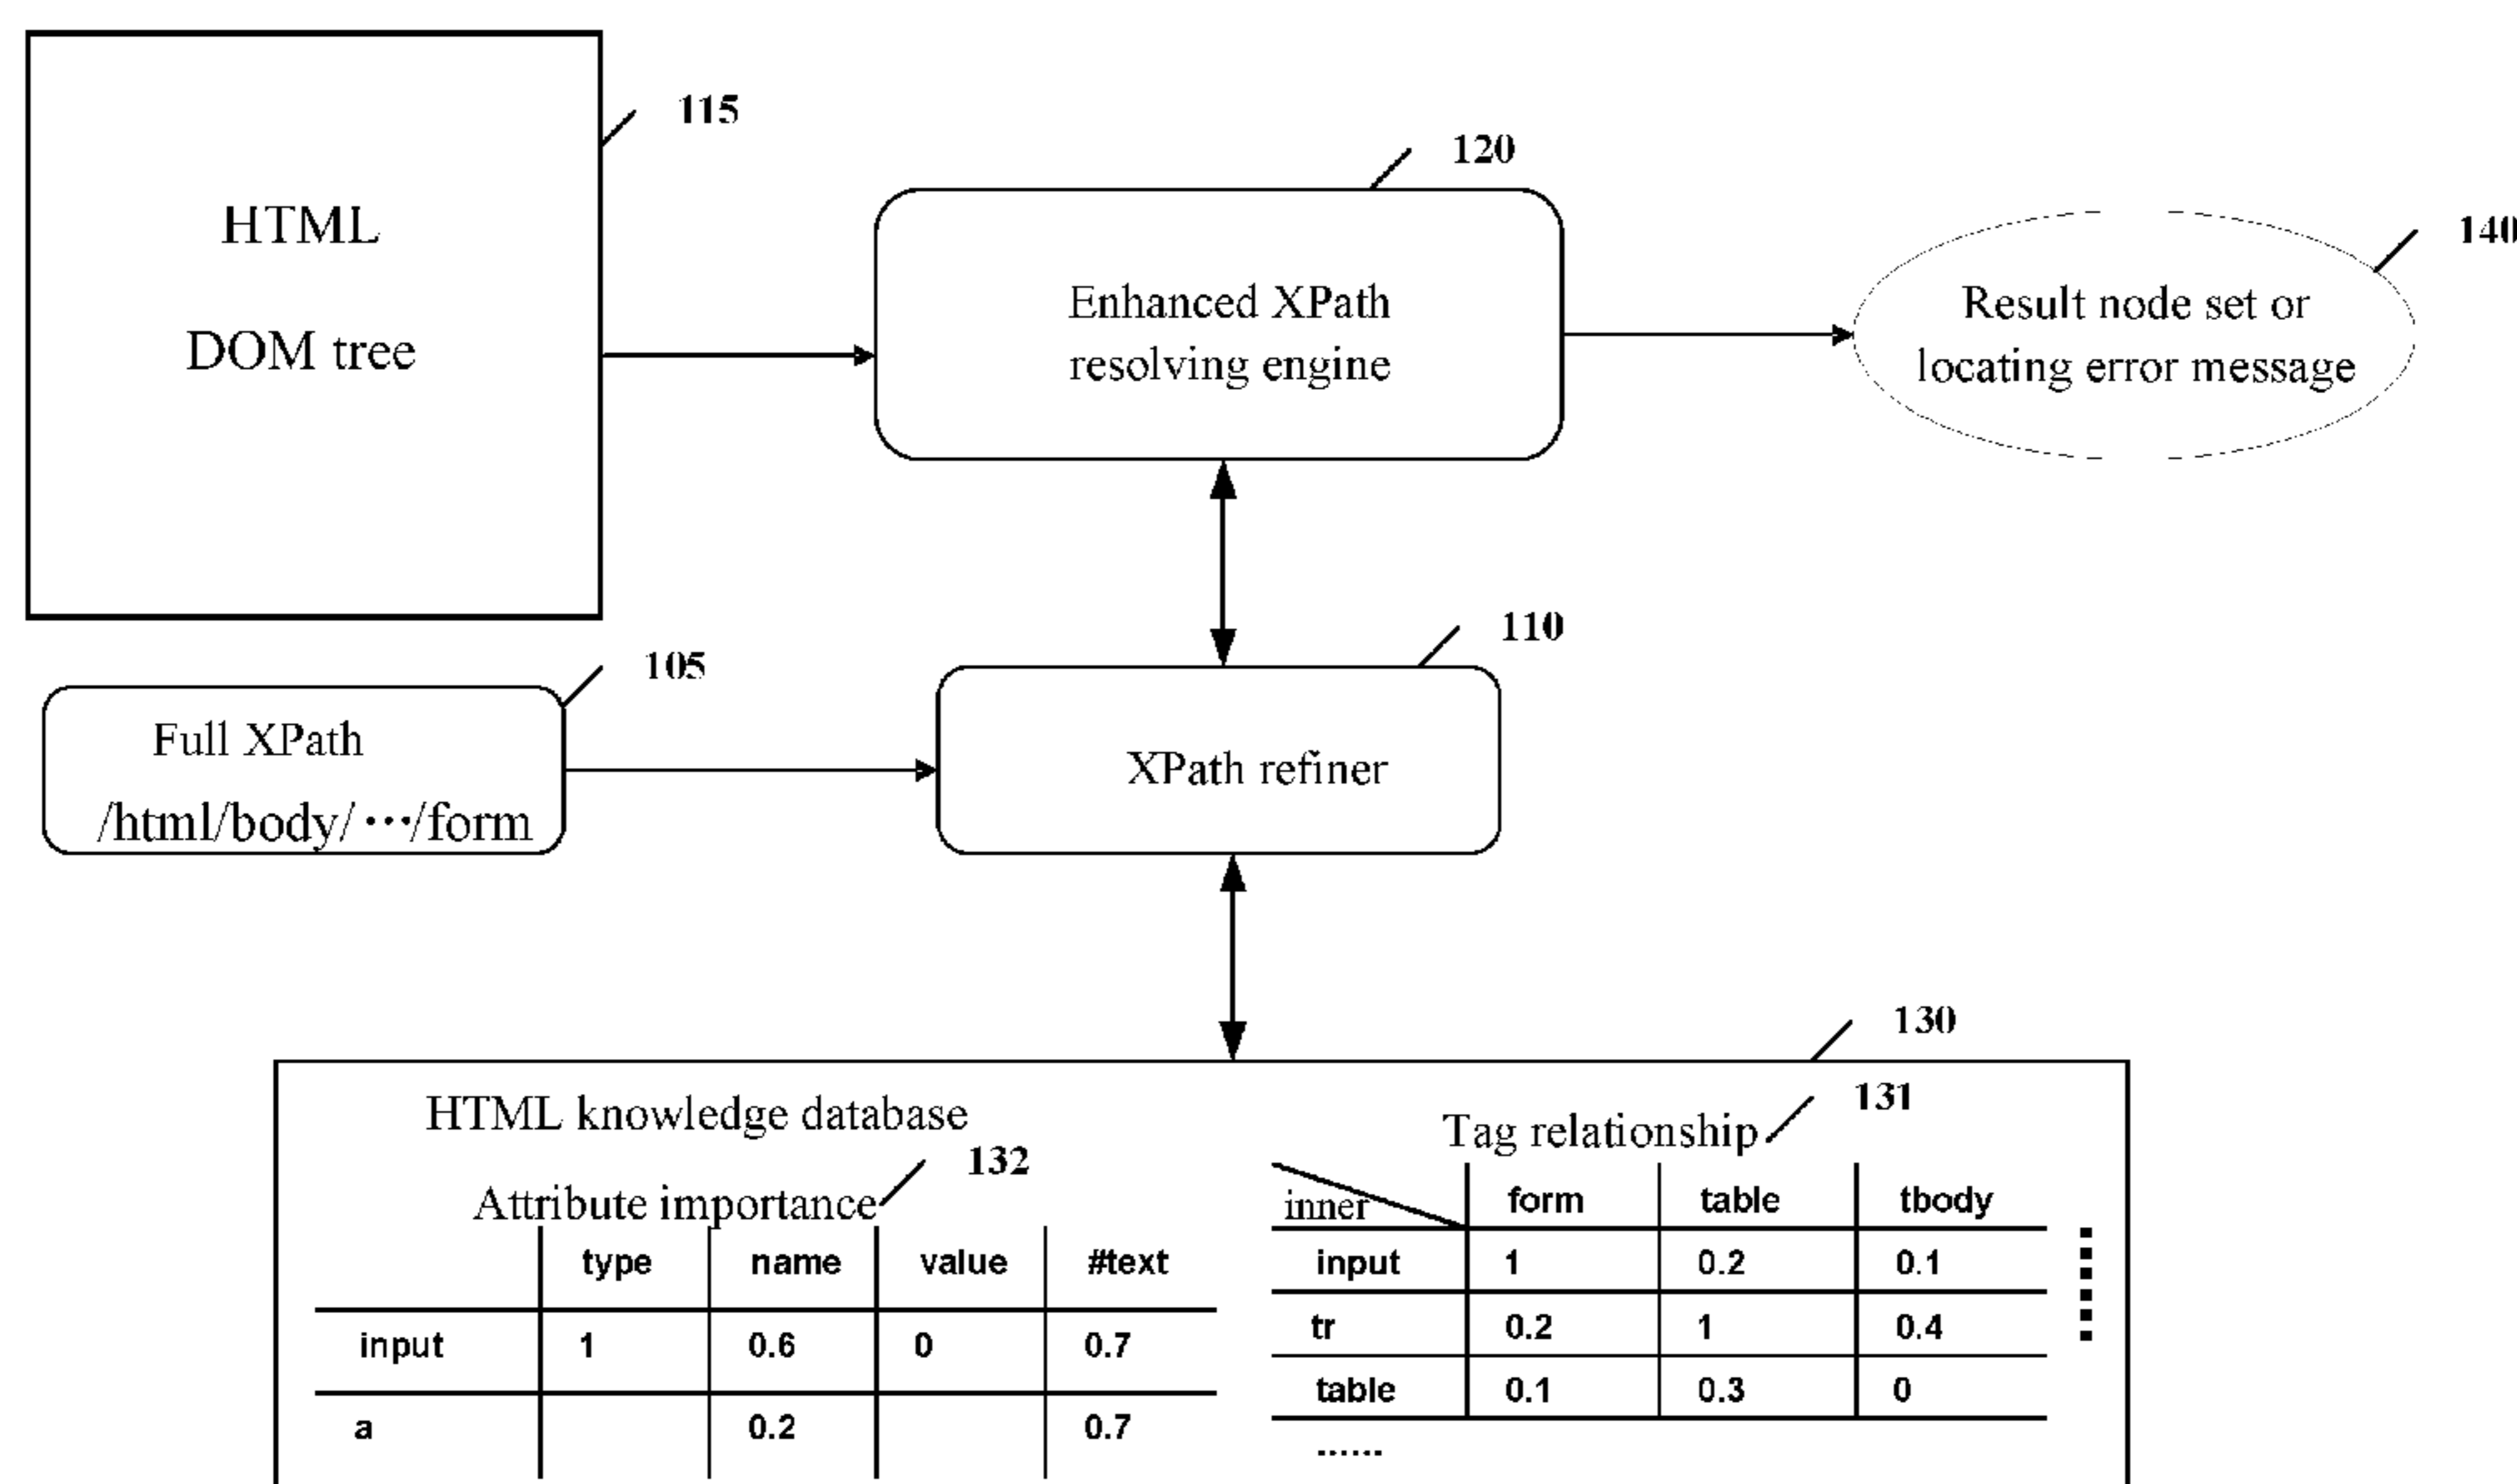 115
HTML
DOM tree
120
Enhanced XPath
resolving engine
140
Result node set or
locating error message
105
Full XPath
/html/body/ ···/form
110
XPath refiner
130
HTML knowledge database
132
Attribute importance
type name value #text
input 1 0.6 0 0.7
a 0.2 0.7
131
Tag relationship
inner form table tbody
input 1 0.2 0.1
tr 0.2 1 0.4
table 0.1 0.3 0
......